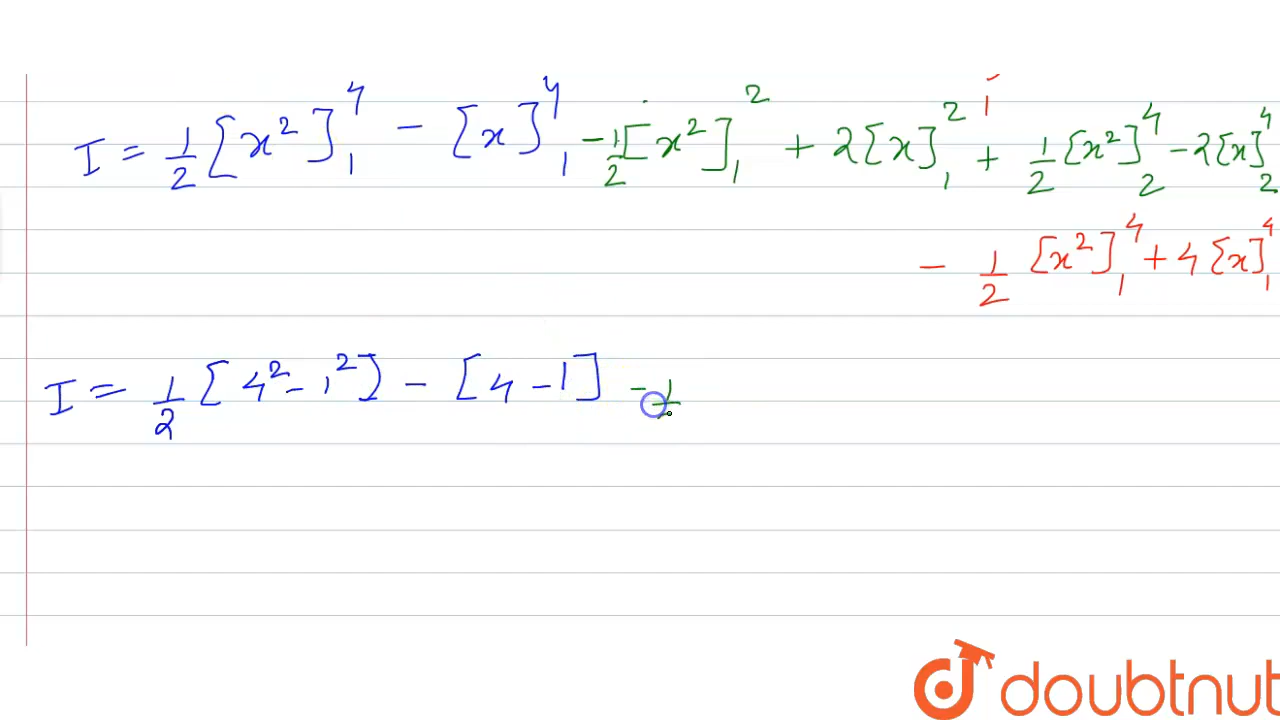 I = 1/2 [x²]₁⁴ - [x]₁⁴ - 1/2 [x²]₁² + 2[x]₁² + 1/2 [x²]₂⁴ - 2[x]₂⁴
- 1/2 [x²]₁⁴ + 4[x]₁⁴
I = 1/2 [4² - 1²] - [4 - 1] - 1
doubtnut